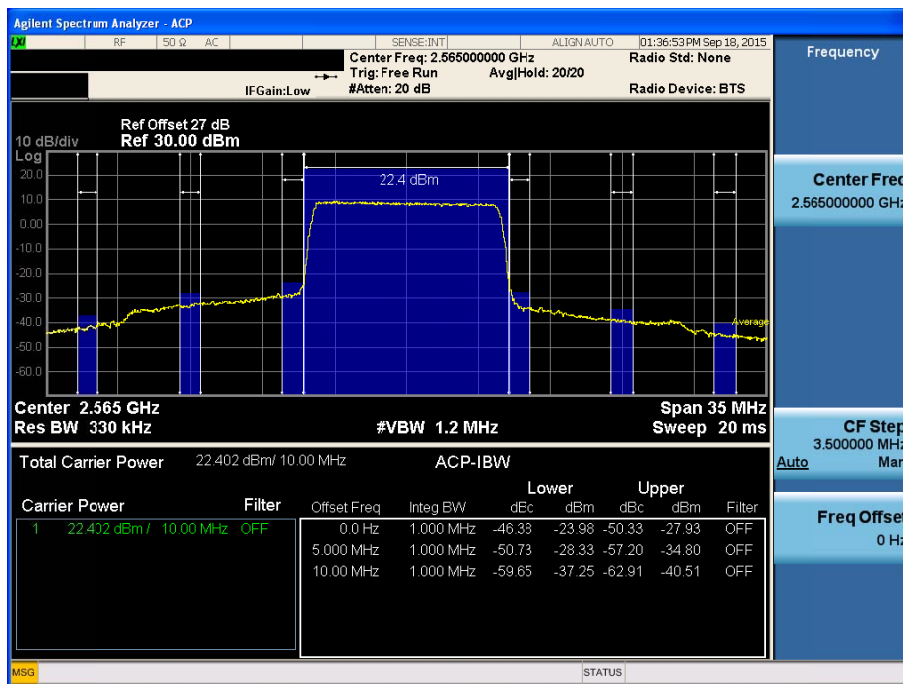 Agilent Spectrum Analyzer - ACP
LXI RF 50 Ω AC SENSE:INT ALIGN AUTO 01:36:53 PM Sep 18, 2015
Center Freq: 2.565000000 GHz Radio Std: None
Trig: Free Run Avg|Hold: 20/20
IFGain:Low #Atten: 20 dB Radio Device: BTS
Frequency
Ref Offset 27 dB
10 dB/div Ref 30.00 dBm
Log
20.0
10.0
0.00
-10.0
-20.0
-30.0
-40.0
-50.0
-60.0
22.4 dBm
Average
Center 2.565 GHz Span 35 MHz
Res BW 330 kHz #VBW 1.2 MHz Sweep 20 ms
Total Carrier Power 22.402 dBm/ 10.00 MHz ACP-IBW
Lower Upper
Carrier Power Filter Offset Freq Integ BW dBc dBm dBc dBm Filter
1 22.402 dBm / 10.00 MHz OFF
0.0 Hz 1.000 MHz -46.38 -23.98 -50.33 -27.93 OFF
5.000 MHz 1.000 MHz -50.73 -28.33 -57.20 -34.80 OFF
10.00 MHz 1.000 MHz -59.65 -37.25 -62.91 -40.51 OFF
Center Freq
2.565000000 GHz
CF Step
3.500000 MHz
Auto Man
Freq Offset
0 Hz
MSG STATUS